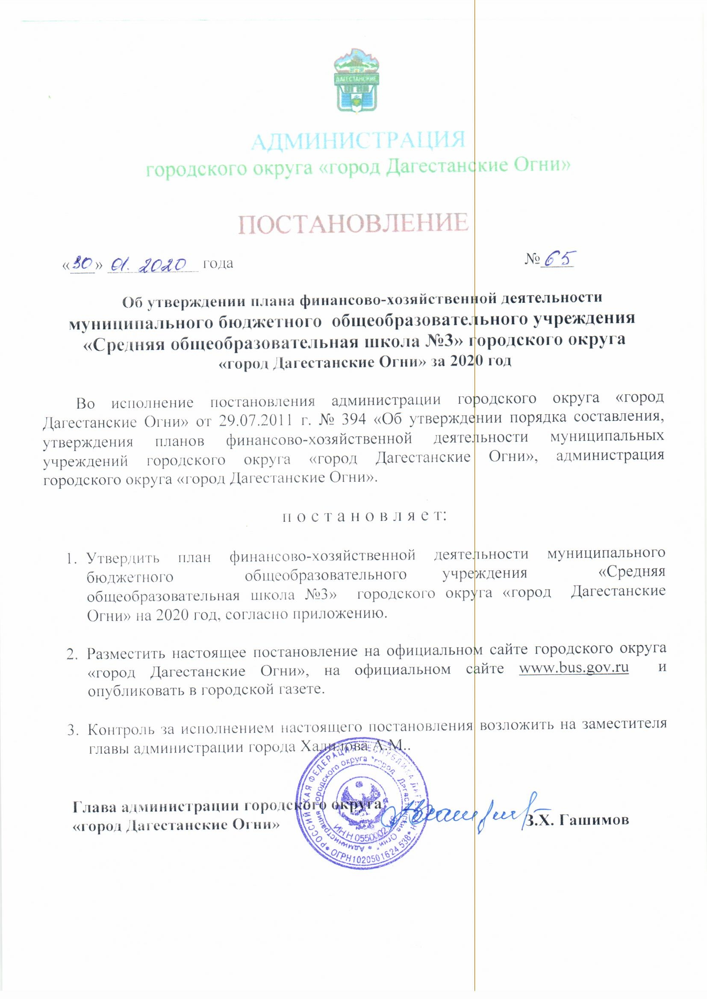 ДАГЕСТАНСКИЕ
ОГНИ
АДМИНИСТРАЦИЯ
городского округа «город Дагестанские Огни»
ПОСТАНОВЛЕНИЕ
«30» 01. 2020 года №65
Об утверждении плана финансово-хозяйственной деятельности
муниципального бюджетного общеобразовательного учреждения
«Средняя общеобразовательная школа №3» городского округа
«город Дагестанские Огни» за 2020 год
Во исполнение постановления администрации городского округа «город
Дагестанские Огни» от 29.07.2011 г. № 394 «Об утверждении порядка составления,
утверждения планов финансово-хозяйственной деятельности муниципальных
учреждений городского округа «город Дагестанские Огни», администрация
городского округа «город Дагестанские Огни».
п о с т а н о в л я е т:
1. Утвердить план финансово-хозяйственной деятельности муниципального
бюджетного общеобразовательного учреждения «Средняя
общеобразовательная школа №3» городского округа «город Дагестанские
Огни» на 2020 год, согласно приложению.
2. Разместить настоящее постановление на официальном сайте городского округа
«город Дагестанские Огни», на официальном сайте www.bus.gov.ru и
опубликовать в городской газете.
3. Контроль за исполнением настоящего постановления возложить на заместителя
главы администрации города Халилова А.М..
Глава администрации городского округа
«город Дагестанские Огни» З.Х. Гашимов
РОССИЙСКАЯ ФЕДЕРАЦИЯ РЕСПУБЛИКА
* ОГРН1020501624538 *
* Администрация городского округа "город Дагестанские Огни"
ИНН